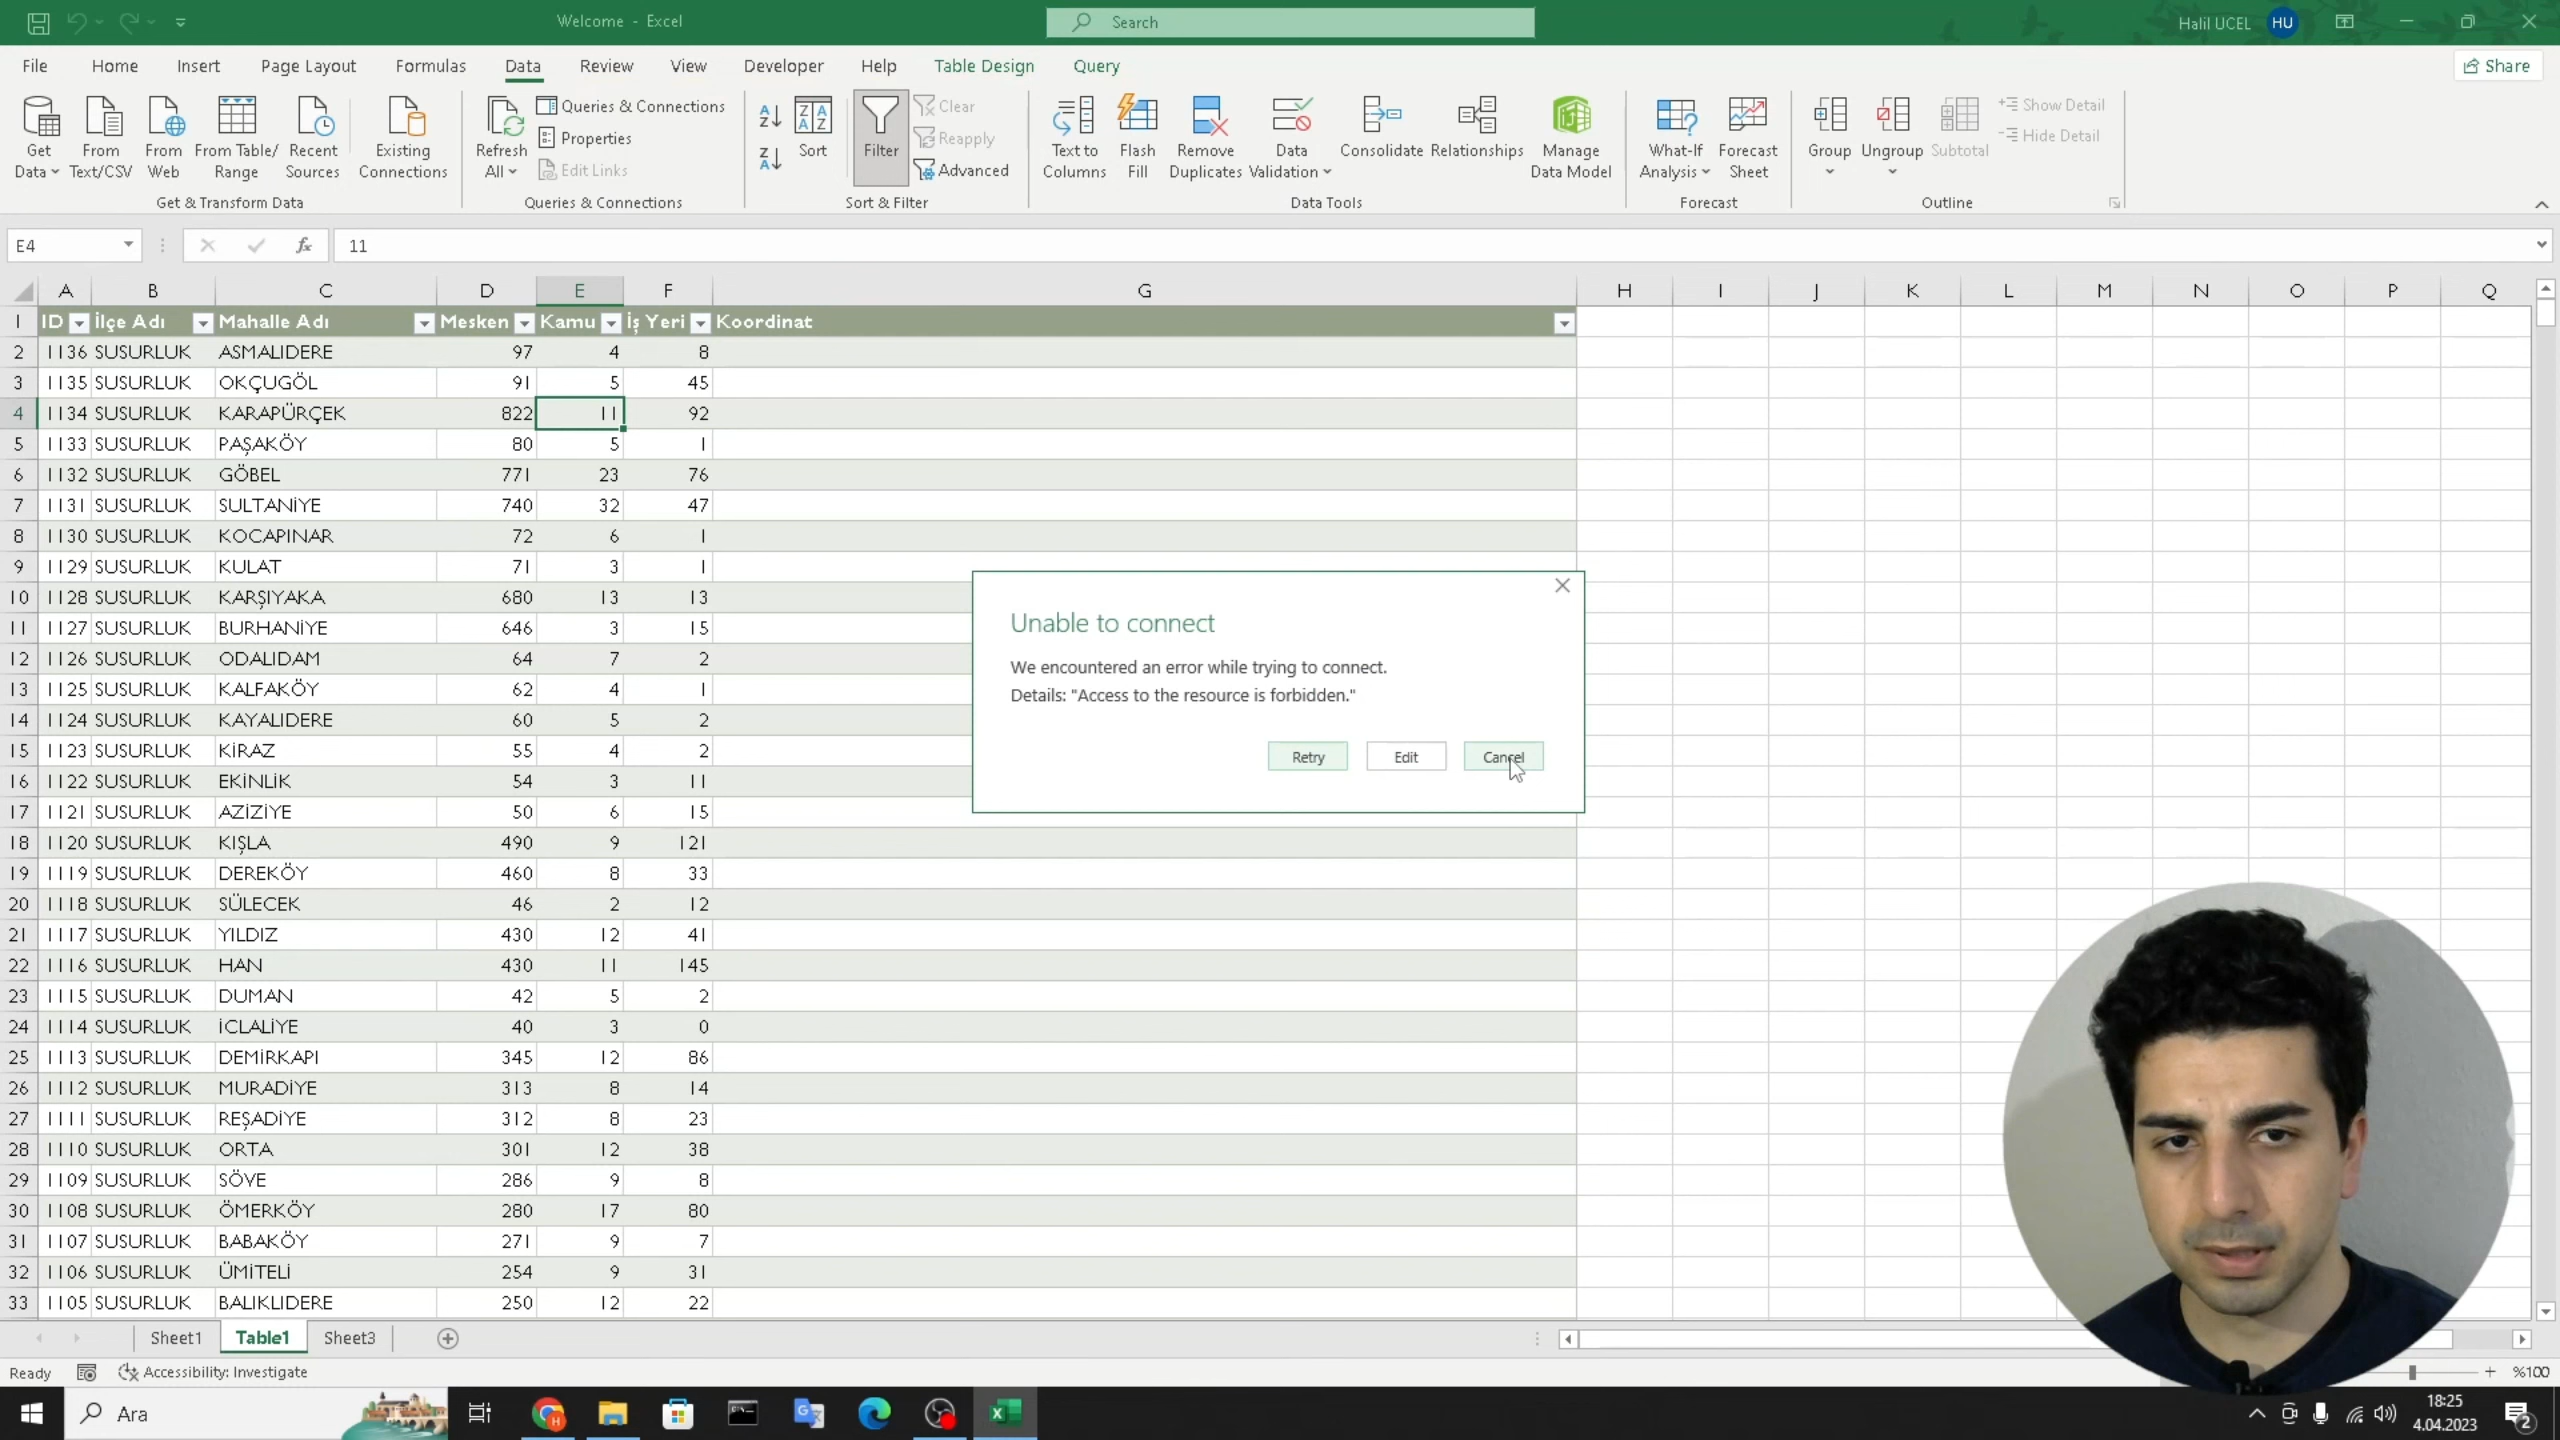 Welcome - Excel
Search
Halil UCEL HU
File Home Insert Page Layout Formulas Data Review View Developer Help Table Design Query Share
Get Data
From Text/CSV
From Web
From Table/ Range
Recent Sources
Existing Connections
Get & Transform Data
Refresh All
Queries & Connections
Properties
Edit Links
Queries & Connections
Sort
Filter
Clear
Reapply
Advanced
Sort & Filter
Text to Columns
Flash Fill
Remove Duplicates
Data Validation
Consolidate
Relationships
Manage Data Model
Data Tools
What-If Analysis
Forecast Sheet
Forecast
Group
Ungroup
Subtotal
Show Detail
Hide Detail
Outline
E4 fx 11
A B C D E F G H I J K L M N O P Q
1 ID İlçe Adı Mahalle Adı Mesken Kamu İş Yeri Koordinat
2 1136 SUSURLUK ASMALIDERE 97 4 8
3 1135 SUSURLUK OKÇUGÖL 91 5 45
4 1134 SUSURLUK KARAPÜRÇEK 822 11 92
5 1133 SUSURLUK PAŞAKÖY 80 5 1
6 1132 SUSURLUK GÖBEL 771 23 76
7 1131 SUSURLUK SULTANİYE 740 32 47
8 1130 SUSURLUK KOCAPINAR 72 6 1
9 1129 SUSURLUK KULAT 71 3 1
10 1128 SUSURLUK KARŞIYAKA 680 13 13
11 1127 SUSURLUK BURHANİYE 646 3 15
12 1126 SUSURLUK ODALIDAM 64 7 2
13 1125 SUSURLUK KALFAKÖY 62 4 1
14 1124 SUSURLUK KAYALIDERE 60 5 2
15 1123 SUSURLUK KİRAZ 55 4 2
16 1122 SUSURLUK EKİNLİK 54 3 11
17 1121 SUSURLUK AZİZİYE 50 6 15
18 1120 SUSURLUK KIŞLA 490 9 121
19 1119 SUSURLUK DEREKÖY 460 8 33
20 1118 SUSURLUK SÜLECEK 46 2 12
21 1117 SUSURLUK YILDIZ 430 12 41
22 1116 SUSURLUK HAN 430 11 145
23 1115 SUSURLUK DUMAN 42 5 2
24 1114 SUSURLUK İCLALİYE 40 3 0
25 1113 SUSURLUK DEMİRKAPI 345 12 86
26 1112 SUSURLUK MURADİYE 313 8 14
27 1111 SUSURLUK REŞADİYE 312 8 23
28 1110 SUSURLUK ORTA 301 12 38
29 1109 SUSURLUK SÖVE 286 9 8
30 1108 SUSURLUK ÖMERKÖY 280 17 80
31 1107 SUSURLUK BABAKÖY 271 9 7
32 1106 SUSURLUK ÜMİTELİ 254 9 31
33 1105 SUSURLUK BALIKLIDERE 250 12 22
Unable to connect
We encountered an error while trying to connect.
Details: "Access to the resource is forbidden."
Retry Edit Cancel
Sheet1 Table1 Sheet3
Ready Accessibility: Investigate %100
Ara
18:25
4.04.2023
2